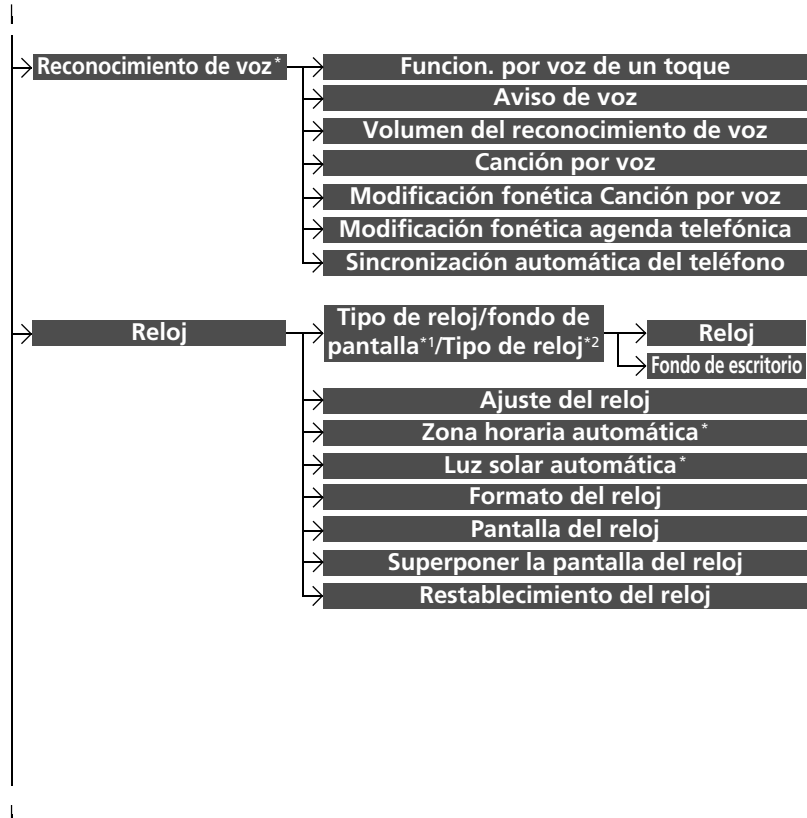 Reconocimiento de voz*
Funcion. por voz de un toque
Aviso de voz
Volumen del reconocimiento de voz
Canción por voz
Modificación fonética Canción por voz
Modificación fonética agenda telefónica
Sincronización automática del teléfono
Reloj
Tipo de reloj/fondo de
pantalla*1/Tipo de reloj*2
Reloj
Fondo de escritorio
Ajuste del reloj
Zona horaria automática*
Luz solar automática*
Formato del reloj
Pantalla del reloj
Superponer la pantalla del reloj
Restablecimiento del reloj